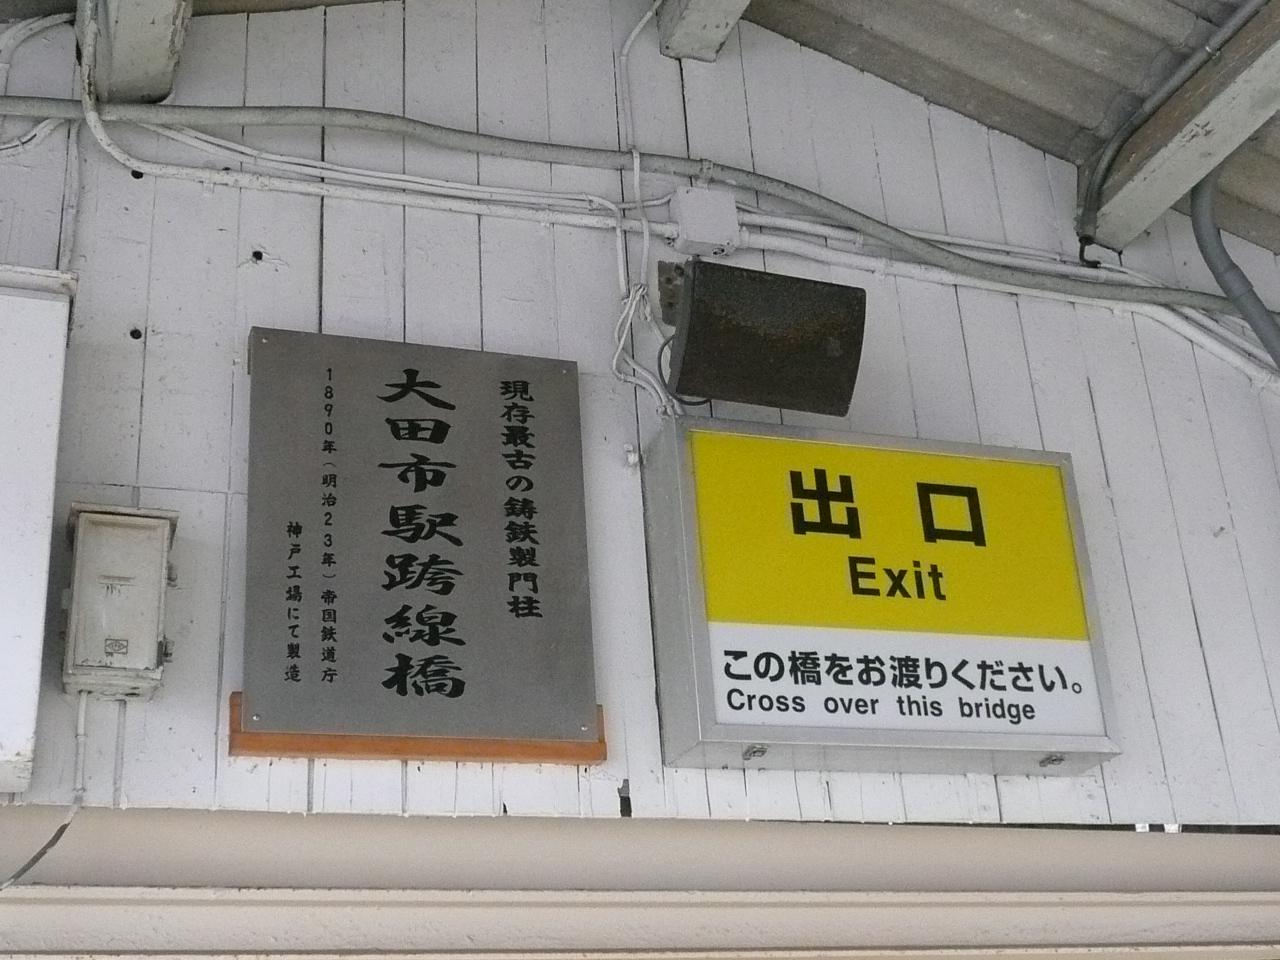 現存最古の鋳鉄製門柱
大田市駅跨線橋
1890年（明治23年）帝国鉄道庁
神戸工場にて製造
出口
Exit
この橋をお渡りください。
Cross over this bridge